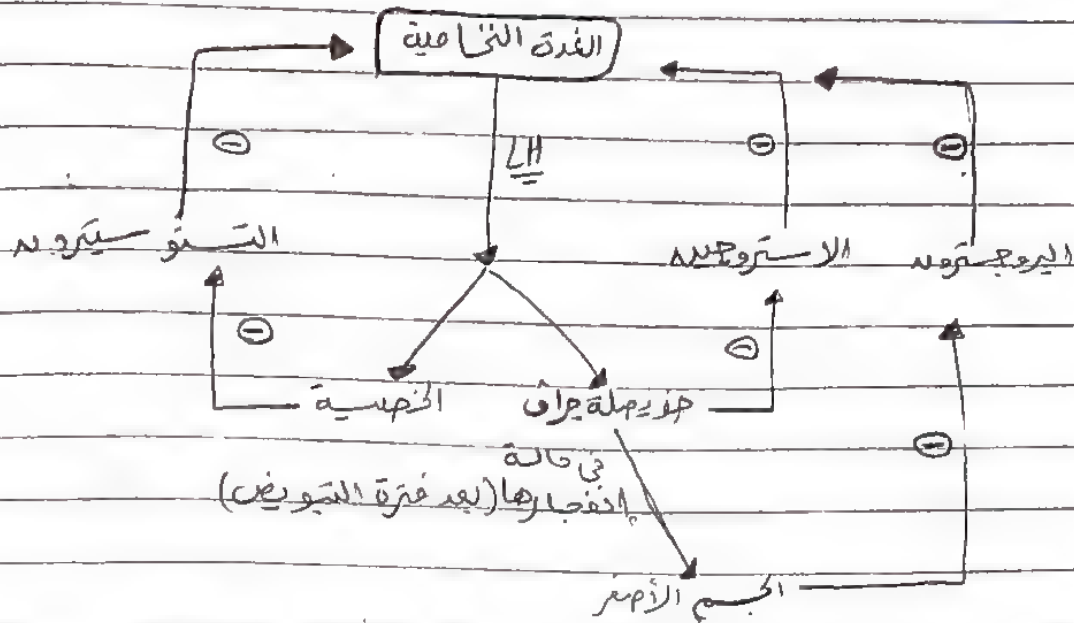 الغدة النخامية
⊖ LH ⊖ ⊖
البروجسترون الاستروجين التستوستيرون
⊖ ⊖
حويصلة جراف الخصية
في حالة
إنفجارها (بعد فترة التبويض)
⊖
الجسم الأصفر